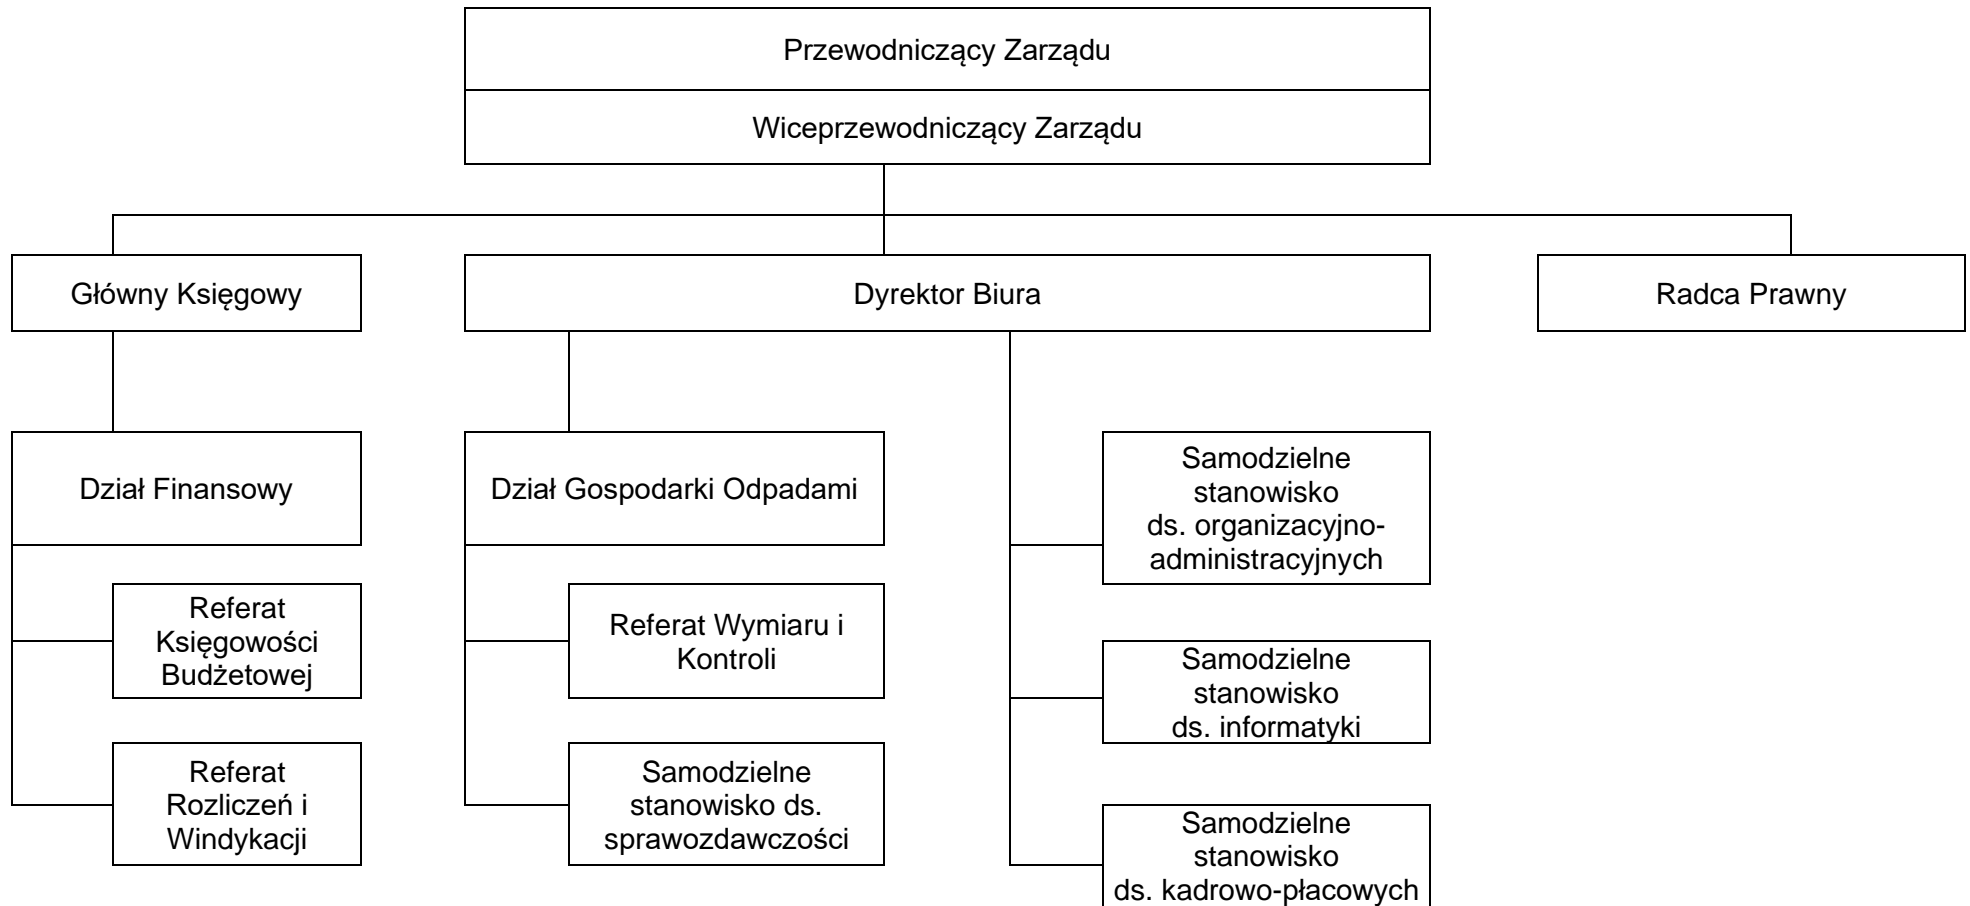 Przewodniczący Zarządu
Wiceprzewodniczący Zarządu
Główny Księgowy
Dyrektor Biura
Radca Prawny
Dział Finansowy
Referat
Księgowości
Budżetowej
Referat
Rozliczeń i
Windykacji
Dział Gospodarki Odpadami
Referat Wymiaru i
Kontroli
Samodzielne
stanowisko ds.
sprawozdawczości
Samodzielne
stanowisko
ds. organizacyjno-
administracyjnych
Samodzielne
stanowisko
ds. informatyki
Samodzielne
stanowisko
ds. kadrowo-płacowych